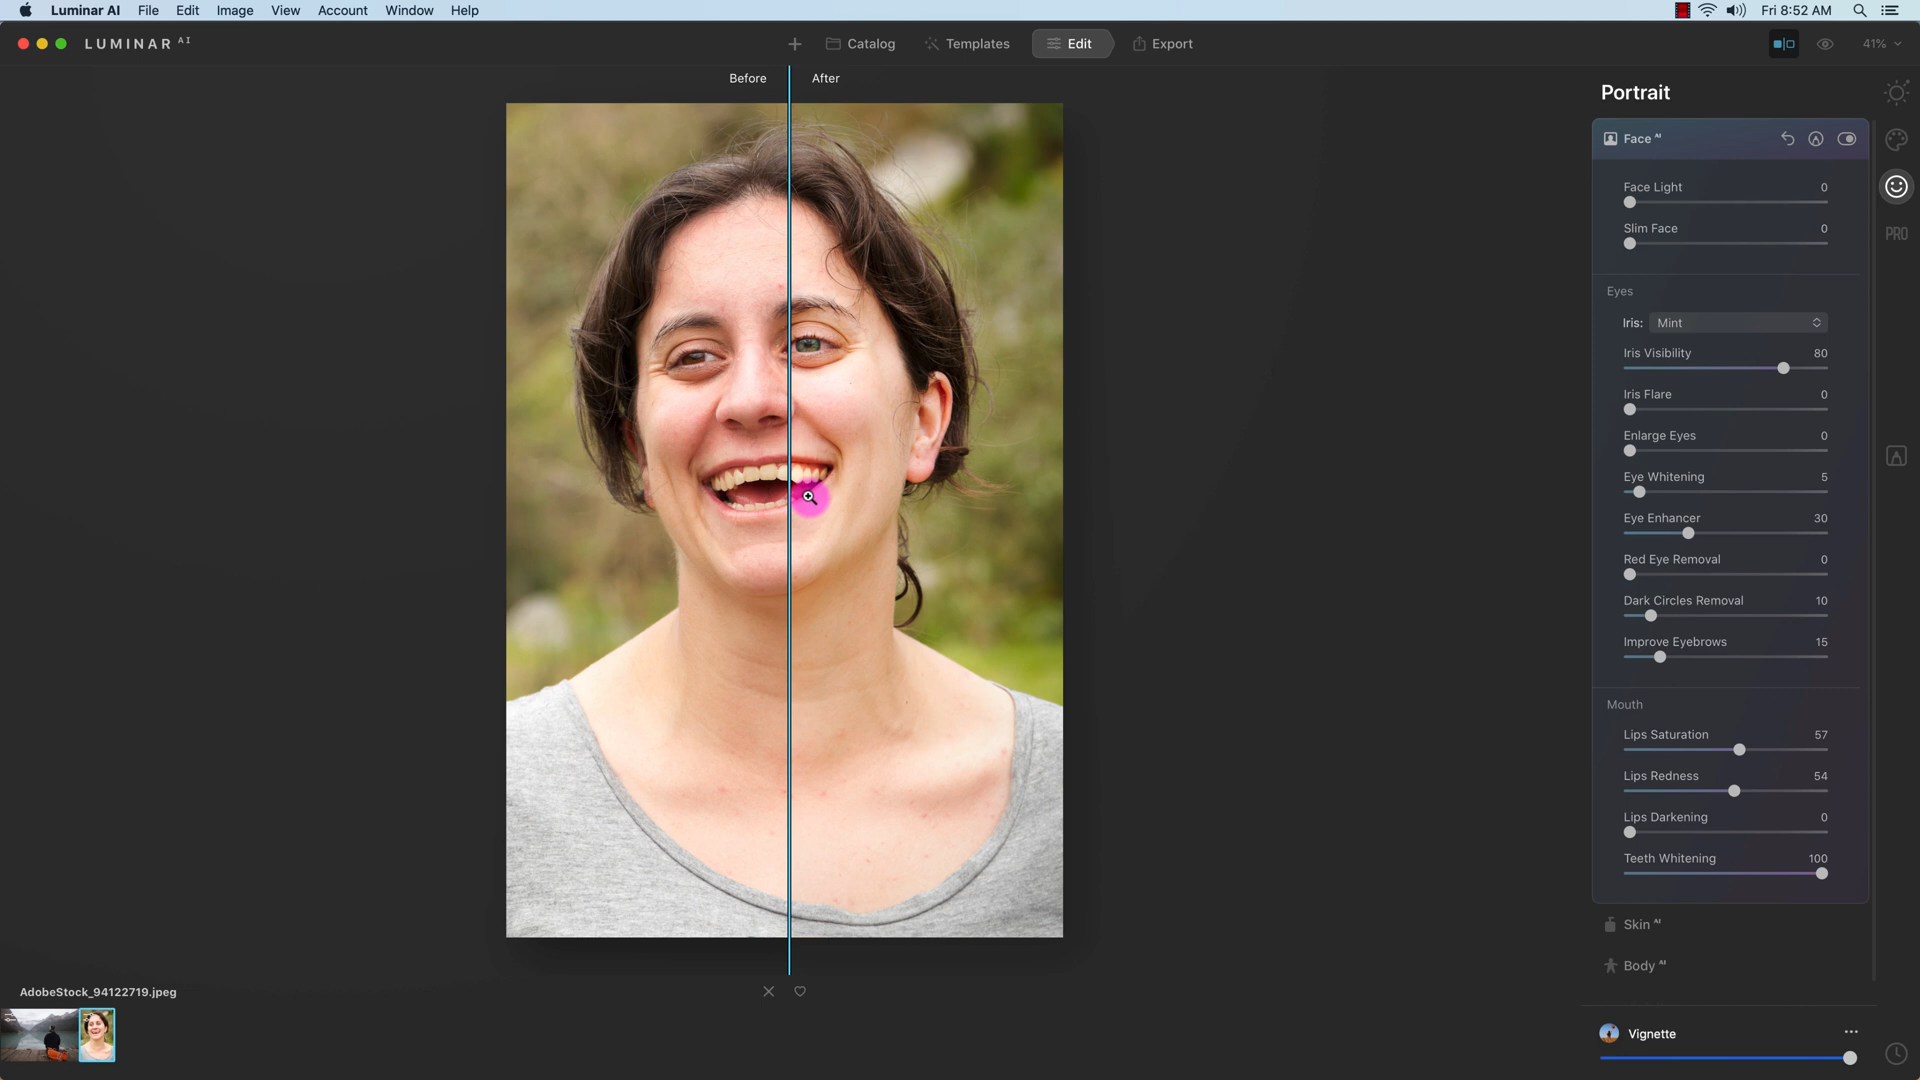 Luminar AI File Edit Image View Account Window Help Fri 8:52 AM
LUMINAR AI Catalog Templates Edit Export 41%
Before After
Portrait
Face AI
PRO
Face Light 0
Slim Face 0
Eyes
Iris: Mint
Iris Visibility 80
Iris Flare 0
Enlarge Eyes 0
Eye Whitening 5
Eye Enhancer 30
Red Eye Removal 0
Dark Circles Removal 10
Improve Eyebrows 15
Mouth
Lips Saturation 57
Lips Redness 54
Lips Darkening 0
Teeth Whitening 100
Skin AI
Body AI
AdobeStock_94122719.jpeg
Vignette